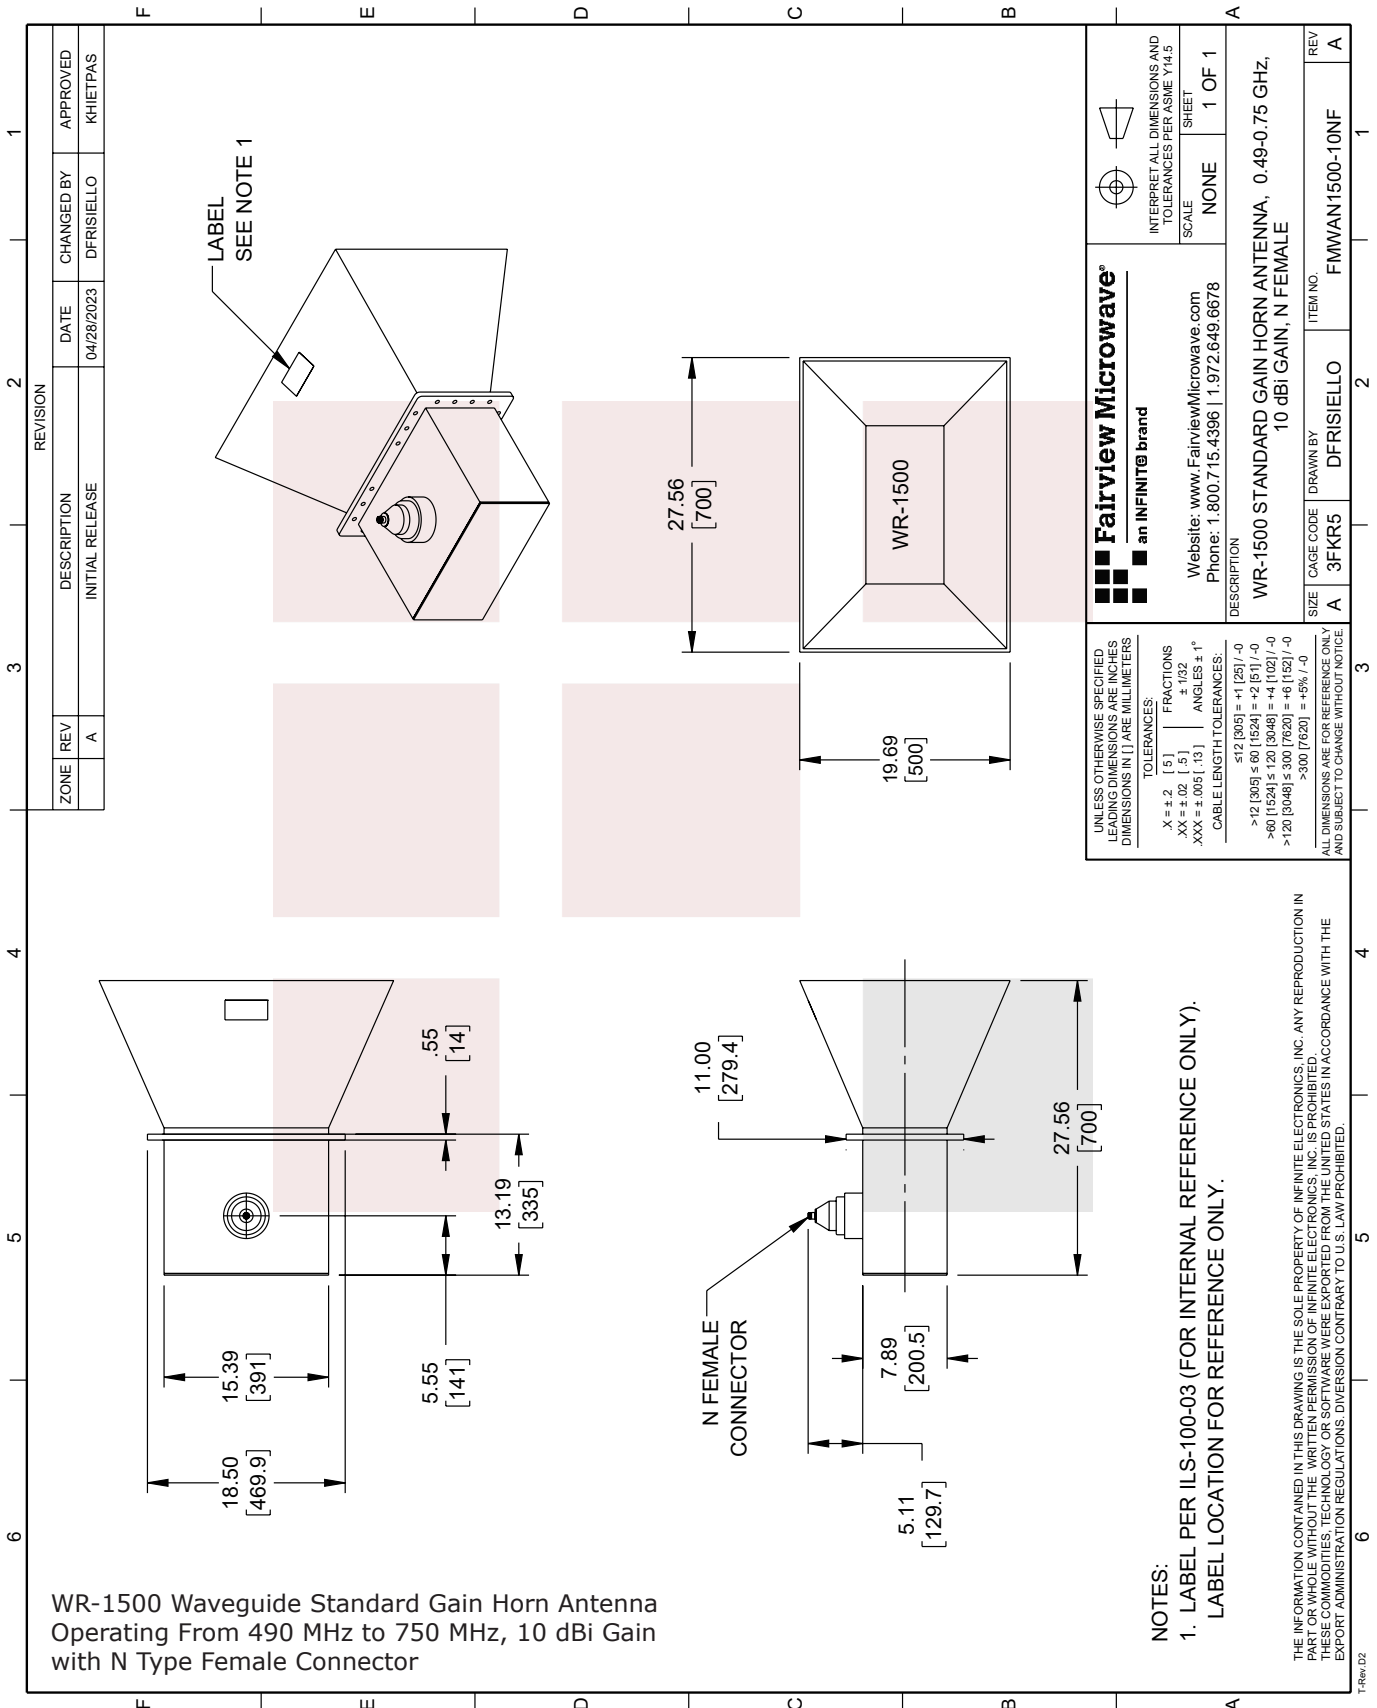 6
5
4
3
2
1
F
E
D
C
B
A
REVISION
ZONE REV DESCRIPTION DATE CHANGED BY APPROVED
A INITIAL RELEASE 04/28/2023 DFRISIELLO KHIETPAS
LABEL
SEE NOTE 1
18.50
[469.9]
15.39
[391]
5.55
[141]
13.19
[335]
.55
[14]
27.56
[700]
WR-1500
19.69
[500]
N FEMALE
CONNECTOR
11.00
[279.4]
5.11
[129.7]
7.89
[200.5]
27.56
[700]
NOTES:
1. LABEL PER ILS-100-03 (FOR INTERNAL REFERENCE ONLY).
LABEL LOCATION FOR REFERENCE ONLY.
THE INFORMATION CONTAINED IN THIS DRAWING IS THE SOLE PROPERTY OF INFINITE ELECTRONICS, INC. ANY REPRODUCTION IN
PART OR WHOLE WITHOUT THE WRITTEN PERMISSION OF INFINITE ELECTRONICS, INC. IS PROHIBITED.
THESE COMMODITIES, TECHNOLOGY OR SOFTWARE WERE EXPORTED FROM THE UNITED STATES IN ACCORDANCE WITH THE
EXPORT ADMINISTRATION REGULATIONS. DIVERSION CONTRARY TO U.S. LAW PROHIBITED.
UNLESS OTHERWISE SPECIFIED
LEADING DIMENSIONS ARE INCHES
DIMENSIONS IN [ ] ARE MILLIMETERS
TOLERANCES:
.X = ± .2 [ 5 ] FRACTIONS
.XX = ± .02 [ .5 ] ± 1/32
.XXX = ± .005 [ .13 ] ANGLES ± 1°
CABLE LENGTH TOLERANCES:
≤12 [305] = +1 [25] / -0
>12 [305] ≤ 60 [1524] = +2 [51] / -0
>60 [1524] ≤ 120 [3048] = +4 [102] / -0
>120 [3048] ≤ 300 [7620] = +6 [152] / -0
>300 [7620] = +5% / -0
ALL DIMENSIONS ARE FOR REFERENCE ONLY
AND SUBJECT TO CHANGE WITHOUT NOTICE.
Fairview Microwave®
an INFINIT@ brand
Website: www.FairviewMicrowave.com
Phone: 1.800.715.4396 | 1.972.649.6678
INTERPRET ALL DIMENSIONS AND
TOLERANCES PER ASME Y14.5
SCALE SHEET
NONE 1 OF 1
DESCRIPTION
WR-1500 STANDARD GAIN HORN ANTENNA, 0.49-0.75 GHz,
10 dBi GAIN, N FEMALE
SIZE CAGE CODE DRAWN BY ITEM NO. REV
A 3FKR5 DFRISIELLO FMWAN1500-10NF A
6
5
4
3
2
1
F
E
D
C
B
A
T-Rev.D2
WR-1500 Waveguide Standard Gain Horn Antenna
Operating From 490 MHz to 750 MHz, 10 dBi Gain
with N Type Female Connector